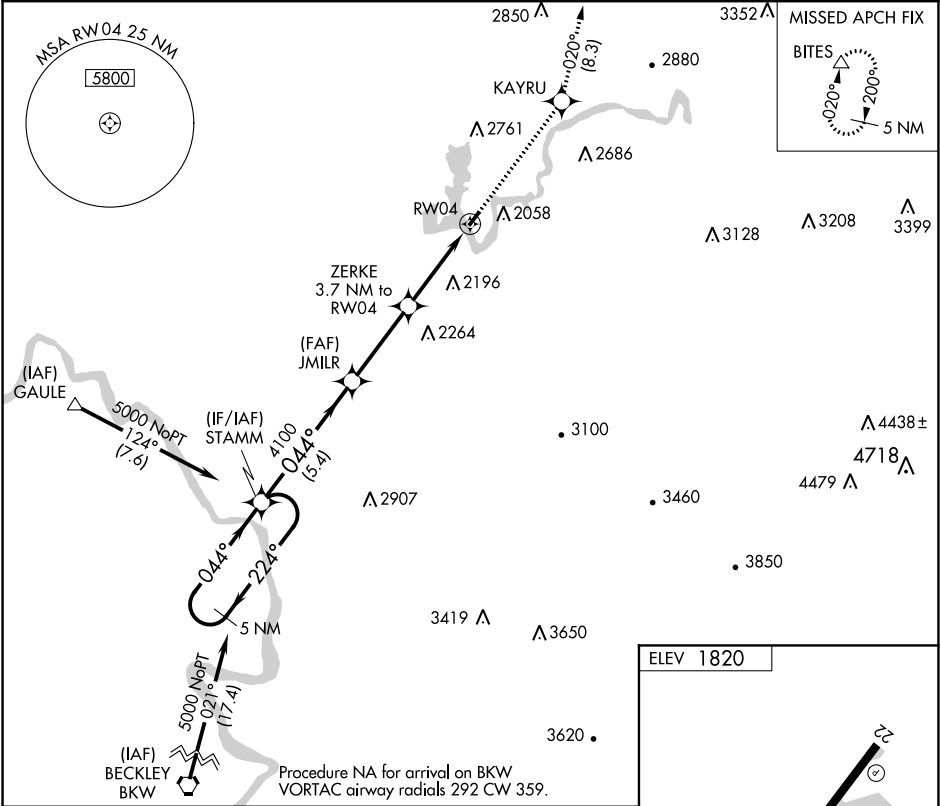 MSA RW04 25 NM
5800
2850
3352
MISSED APCH FIX
BITES
020°
200°
5 NM
020°
(8.3)
2880
KAYRU
2761
2686
RW04
2058
3128
3208
3399
ZERKE
3.7 NM to
RW04
2196
2264
(FAF)
JMILR
(IAF)
GAULE
5000 NoPT
124°
(7.6)
(IF/IAF)
STAMM
4100
044°
(5.4)
3100
4438±
4718
4479
2907
3460
044°
224°
5 NM
3850
3419
3650
5000 NoPT
021°
(17.4)
ELEV 1820
3620
22
(IAF)
BECKLEY
BKW
Procedure NA for arrival on BKW
VORTAC airway radials 292 CW 359.